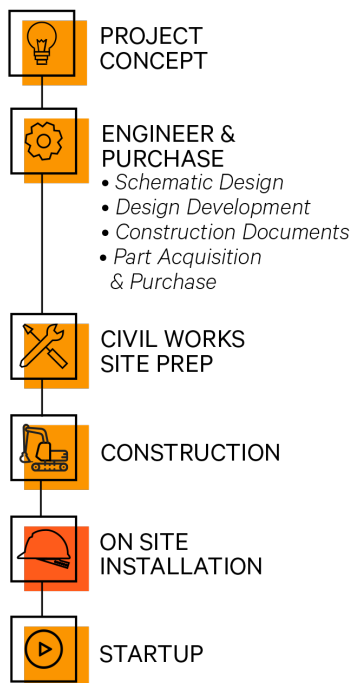 PROJECT
CONCEPT
ENGINEER &
PURCHASE
• Schematic Design
• Design Development
• Construction Documents
• Part Acquisition
& Purchase
CIVIL WORKS
SITE PREP
CONSTRUCTION
ON SITE
INSTALLATION
STARTUP